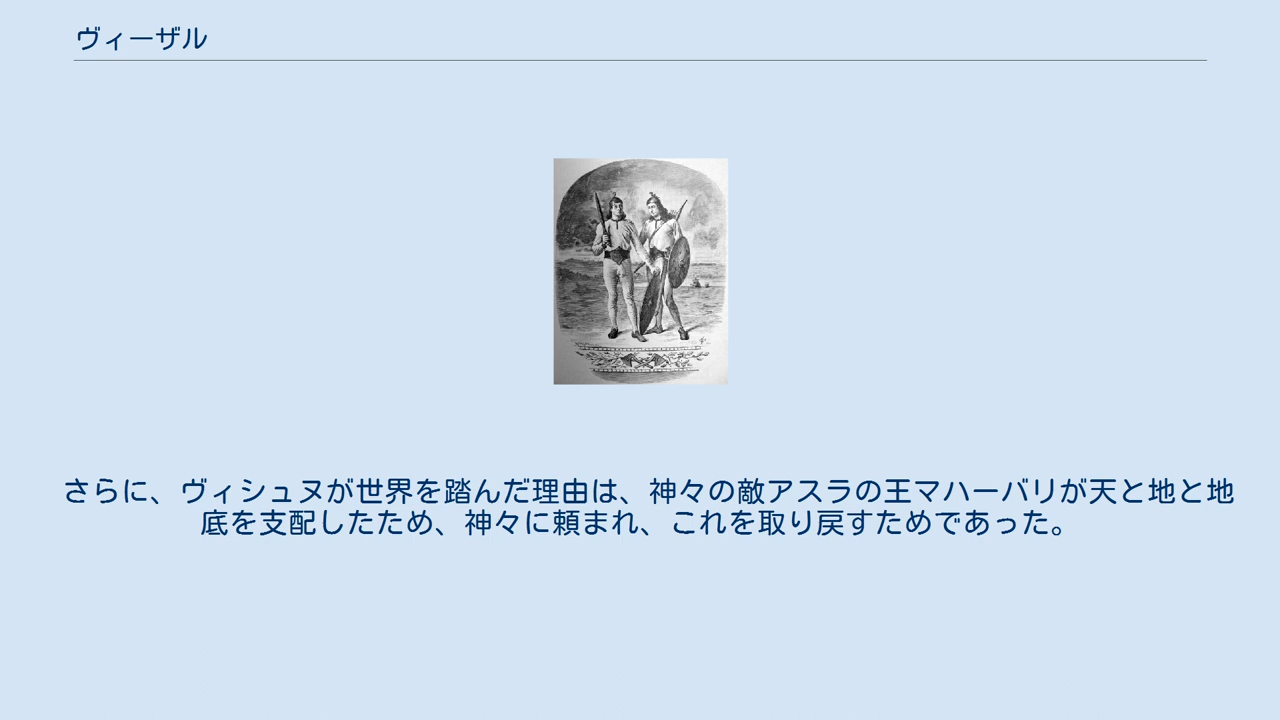 ヴィーザル
さらに、ヴィシュヌが世界を踏んだ理由は、神々の敵アスラの王マハーバリが天と地と地
底を支配したため、神々に頼まれ、これを取り戻すためであった。